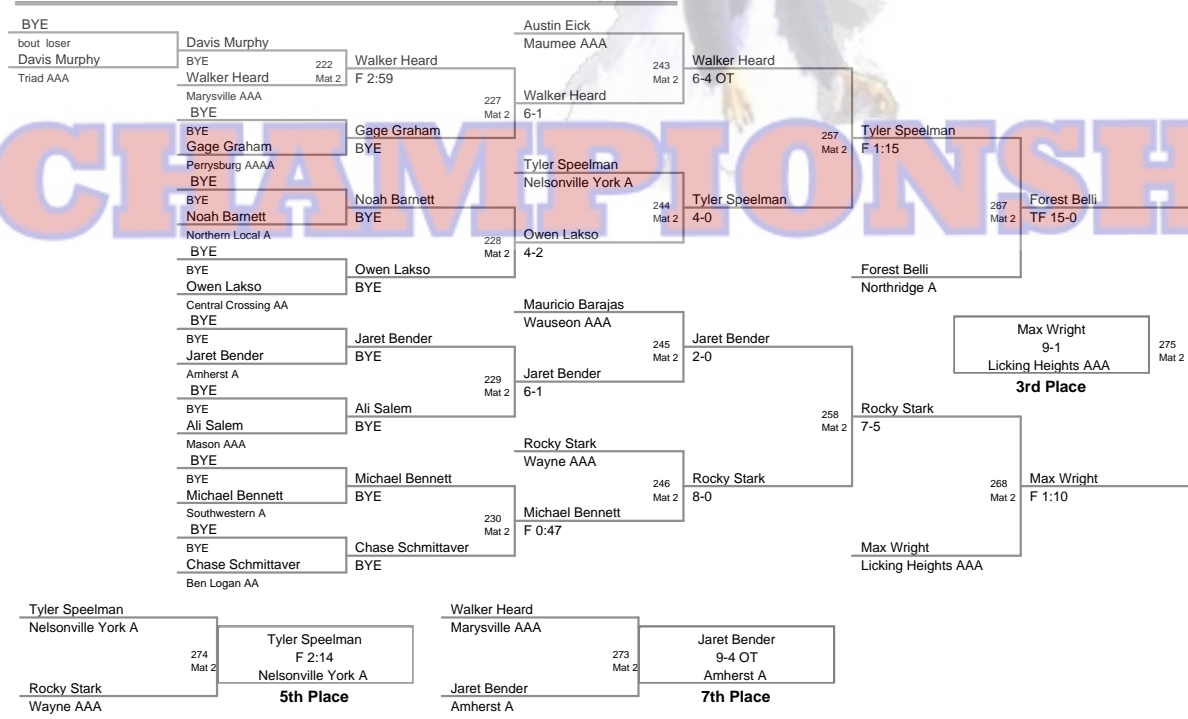 BYE
bout loser
Davis Murphy
Triad AAA
Davis Murphy
BYE
Walker Heard
Marysville AAA
BYE
BYE
Gage Graham
Perrysburg AAAA
BYE
BYE
Noah Barnett
Northern Local A
BYE
BYE
Owen Lakso
Central Crossing AA
BYE
BYE
Jaret Bender
Amherst A
BYE
BYE
Ali Salem
Mason AAA
BYE
BYE
Michael Bennett
Southwestern A
BYE
BYE
Chase Schmittaver
Ben Logan AA
222
Mat 2
Walker Heard
F 2:59
Gage Graham
BYE
Noah Barnett
BYE
Owen Lakso
BYE
Jaret Bender
BYE
Ali Salem
BYE
Michael Bennett
BYE
Chase Schmittaver
BYE
Austin Eick
Maumee AAA
227
Mat 2
Walker Heard
6-1
Tyler Speelman
Nelsonville York A
228
Mat 2
Owen Lakso
4-2
Mauricio Barajas
Wauseon AAA
229
Mat 2
Jaret Bender
6-1
Rocky Stark
Wayne AAA
230
Mat 2
Michael Bennett
F 0:47
243
Mat 2
Walker Heard
6-4 OT
244
Mat 2
Tyler Speelman
4-0
245
Mat 2
Jaret Bender
2-0
246
Mat 2
Rocky Stark
8-0
257
Mat 2
Tyler Speelman
F 1:15
Forest Belli
Northridge A
258
Mat 2
Rocky Stark
7-5
Max Wright
Licking Heights AAA
267
Mat 2
Forest Belli
TF 15-0
268
Mat 2
Max Wright
F 1:10
Max Wright
9-1
Licking Heights AAA
3rd Place
275
Mat 2
CHAMPIONSH
Tyler Speelman
Nelsonville York A
274
Mat 2
Rocky Stark
Wayne AAA
Tyler Speelman
F 2:14
Nelsonville York A
5th Place
Walker Heard
Marysville AAA
273
Mat 2
Jaret Bender
Amherst A
Jaret Bender
9-4 OT
Amherst A
7th Place